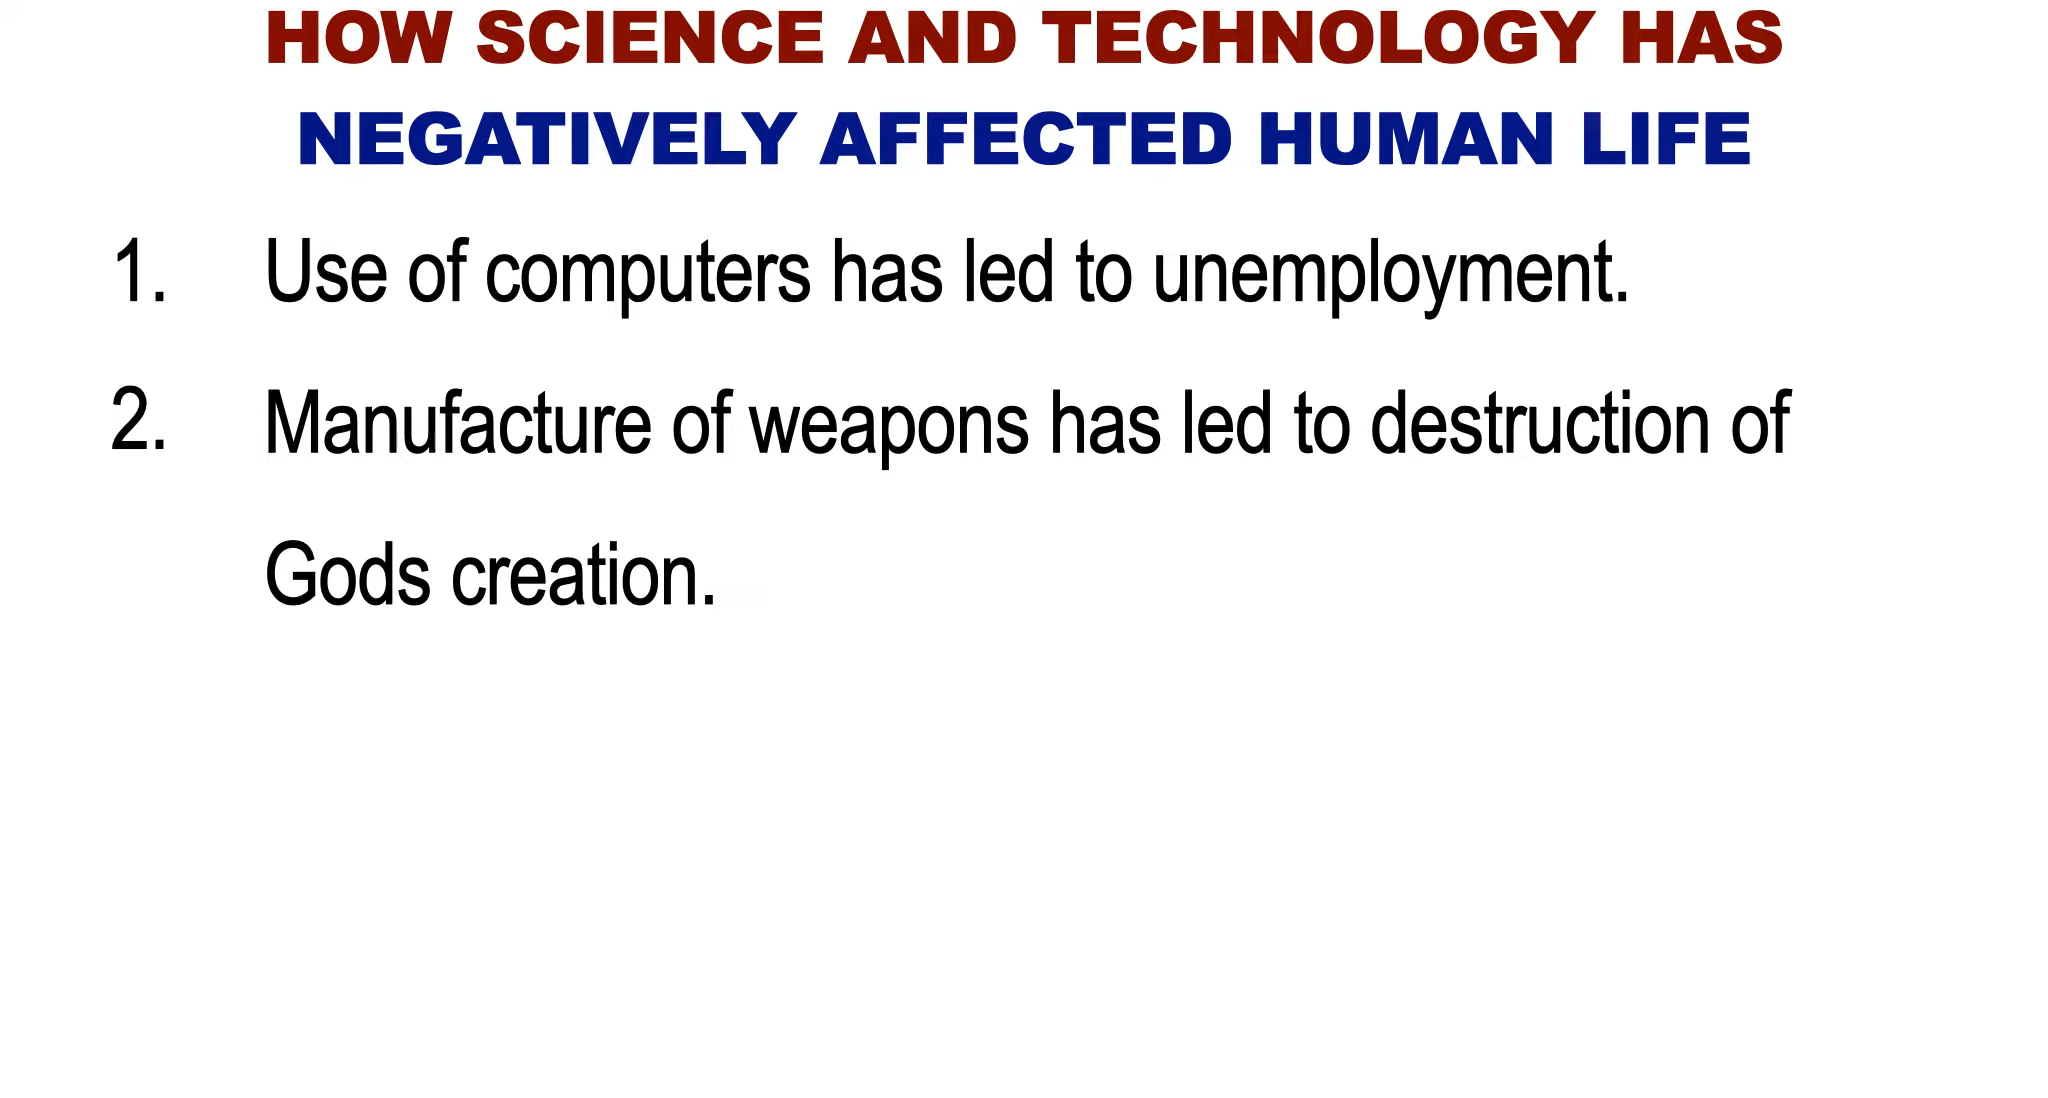 HOW SCIENCE AND TECHNOLOGY HAS
NEGATIVELY AFFECTED HUMAN LIFE
1. Use of computers has led to unemployment.
2. Manufacture of weapons has led to destruction of
Gods creation.